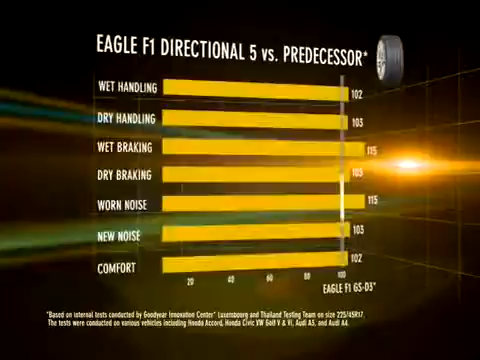 EAGLE F1 DIRECTIONAL 5 vs. PREDECESSOR*
WET HANDLING 102
DRY HANDLING 103
WET BRAKING 115
DRY BRAKING 103
WORN NOISE 115
NEW NOISE 103
COMFORT 102
20 40 60 80 100
EAGLE F1 GS-D3*
*Based on internal tests conducted by Goodyear Innovation Center* Luxembourg and Thailand Testing Team on size 225/45R17.
The tests were conducted on various vehicles including Honda Accord, Honda Civic VW Golf V & VI, Audi A3, and Audi A4.